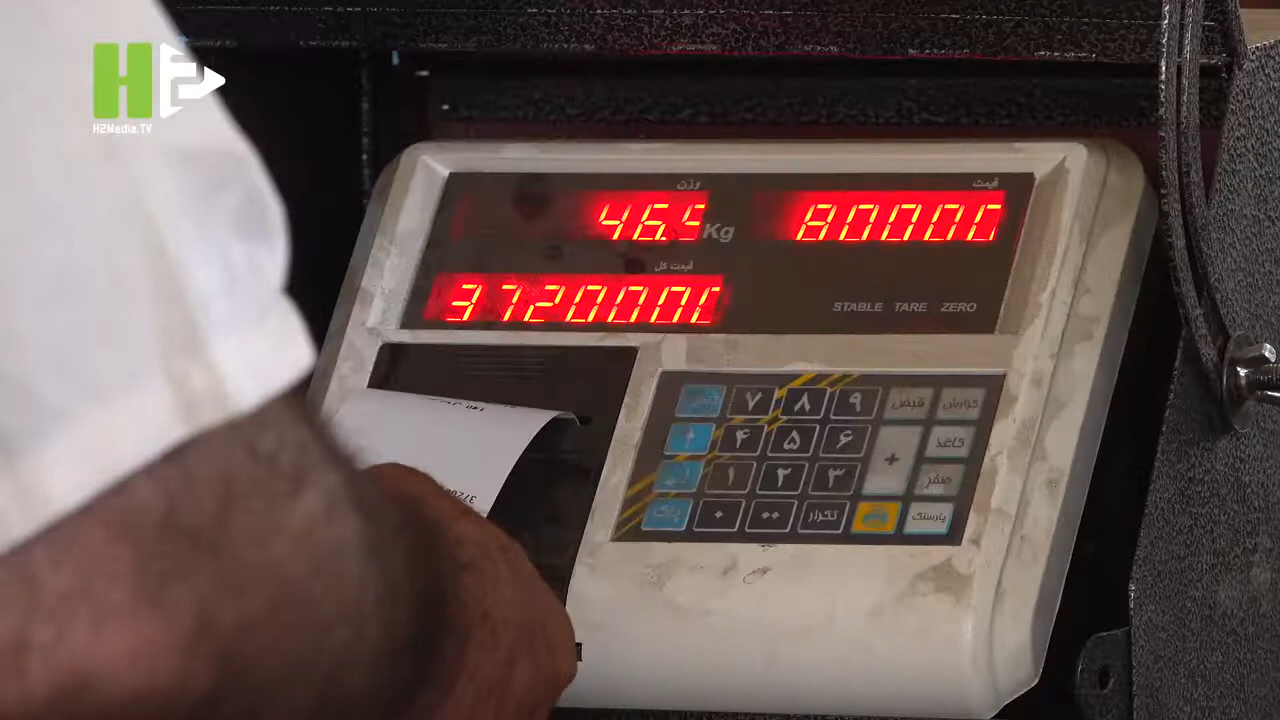 H2
H2Media.TV
وزن
قیمت
46.5 Kg
80000
قیمت کل
3720000
STABLE TARE ZERO
۷ ۸ ۹ قبض گزارش
۴ ۵ ۶ کاغذ
۱ ۲ ۳ + صفر
پاک ۰ ۰۰ تکرار پارسنگ